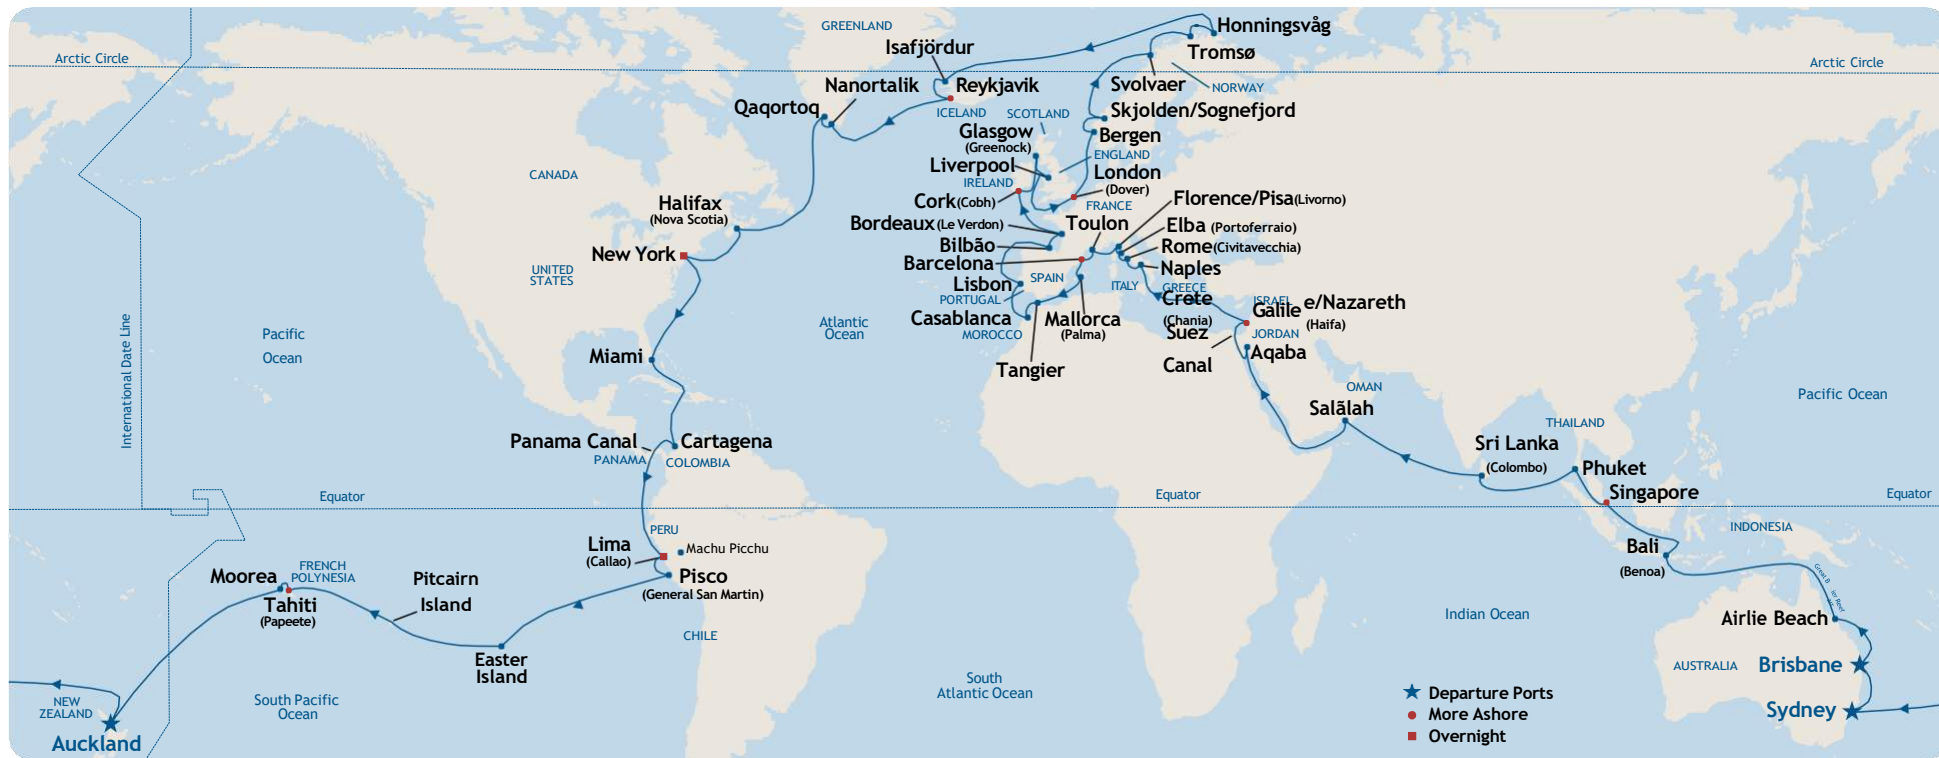 GREENLAND
Honningsvåg
Isafjördur
Tromsø
Arctic Circle
Arctic Circle
Nanortalik
Reykjavik
Svolvaer
NORWAY
Qaqortoq
ICELAND
SCOTLAND
Skjolden/Sognefjord
Glasgow
(Greenock)
Bergen
ENGLAND
Liverpool
London
(Dover)
CANADA
IRELAND
Cork(Cobh)
FRANCE
Florence/Pisa(Livorno)
Halifax
(Nova Scotia)
Bordeaux (Le Verdon)
Toulon
Elba (Portoferraio)
Bilbão
Rome(Civitavecchia)
New York
Barcelona
Naples
UNITED
STATES
Lisbon
SPAIN
ITALY
GREECE
PORTUGAL
Crete
(Chania)
ISRAEL
Galile e/Nazareth
(Haifa)
Casablanca
Mallorca
(Palma)
MOROCCO
Suez
Canal
JORDAN
Aqaba
International Date Line
Pacific
Ocean
Atlantic
Ocean
Miami
Tangier
OMAN
Pacific Ocean
Salãlah
THAILAND
Panama Canal
Cartagena
Sri Lanka
(Colombo)
PANAMA
COLOMBIA
Phuket
Singapore
Equator
Equator
Equator
PERU
INDONESIA
Lima
(Callao)
Machu Picchu
Bali
(Benoa)
FRENCH
POLYNESIA
Moorea
Pitcairn
Island
Pisco
(General San Martin)
Great B
ier Reef
Tahiti
(Papeete)
Indian Ocean
Airlie Beach
CHILE
Easter
Island
AUSTRALIA
Brisbane
South
Atlantic Ocean
NEW
ZEALAND
South Pacific
Ocean
Departure Ports
More Ashore
Overnight
Sydney
Auckland